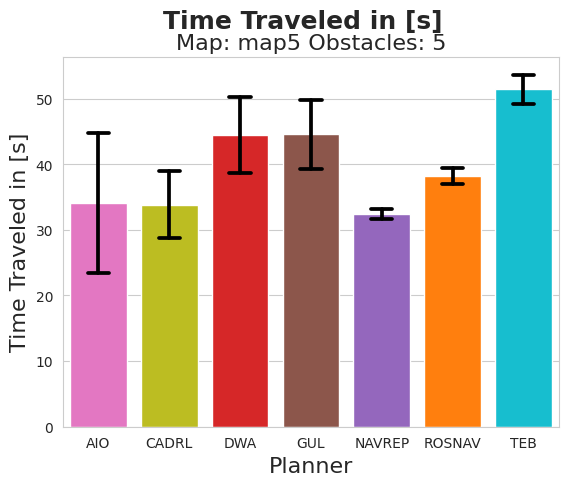 Time Traveled in [s]
Map: map5 Obstacles: 5
Time Traveled in [s]
50
40
30
20
10
0
AIO CADRL DWA GUL NAVREP ROSNAV TEB
Planner